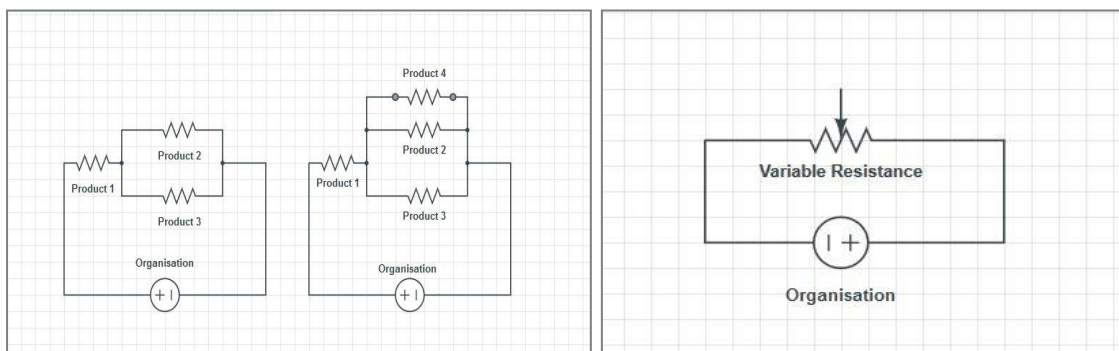 Product 1
Product 2
Product 3
Organisation
Product 4
Product 2
Product 1
Product 3
Organisation
Variable Resistance
Organisation